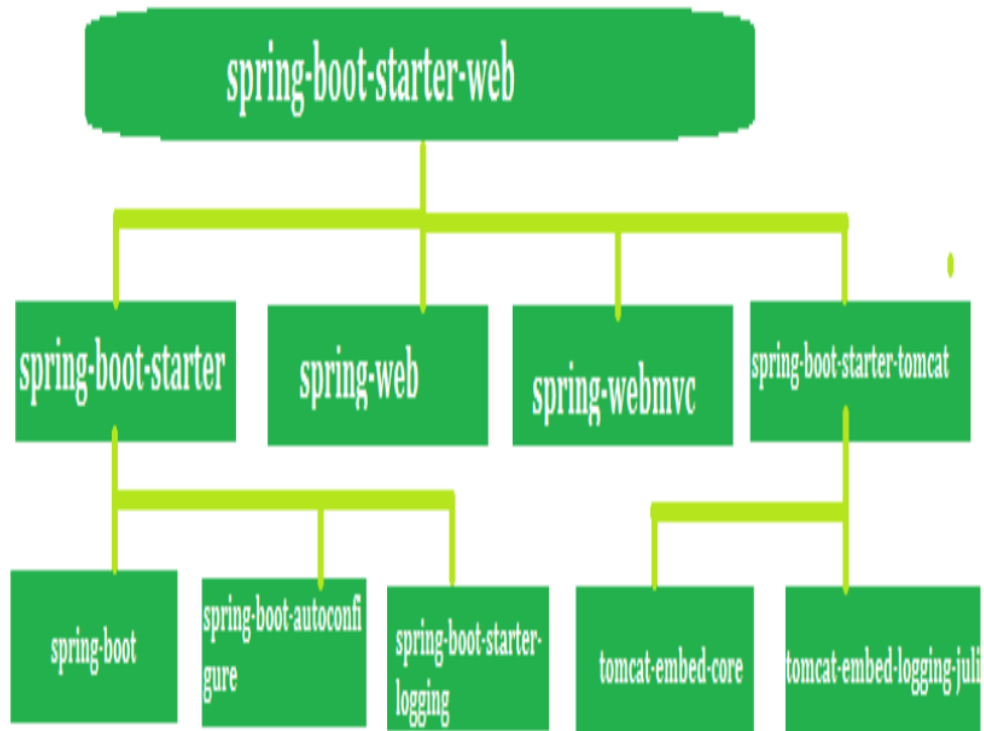 spring-boot-starter-web
spring-boot-starter
spring-web
spring-webmvc
spring-boot-starter-tomcat
spring-boot
spring-boot-autoconfi
gure
spring-boot-starter-
logging
tomcat-embed-core
tomcat-embed-logging-juli